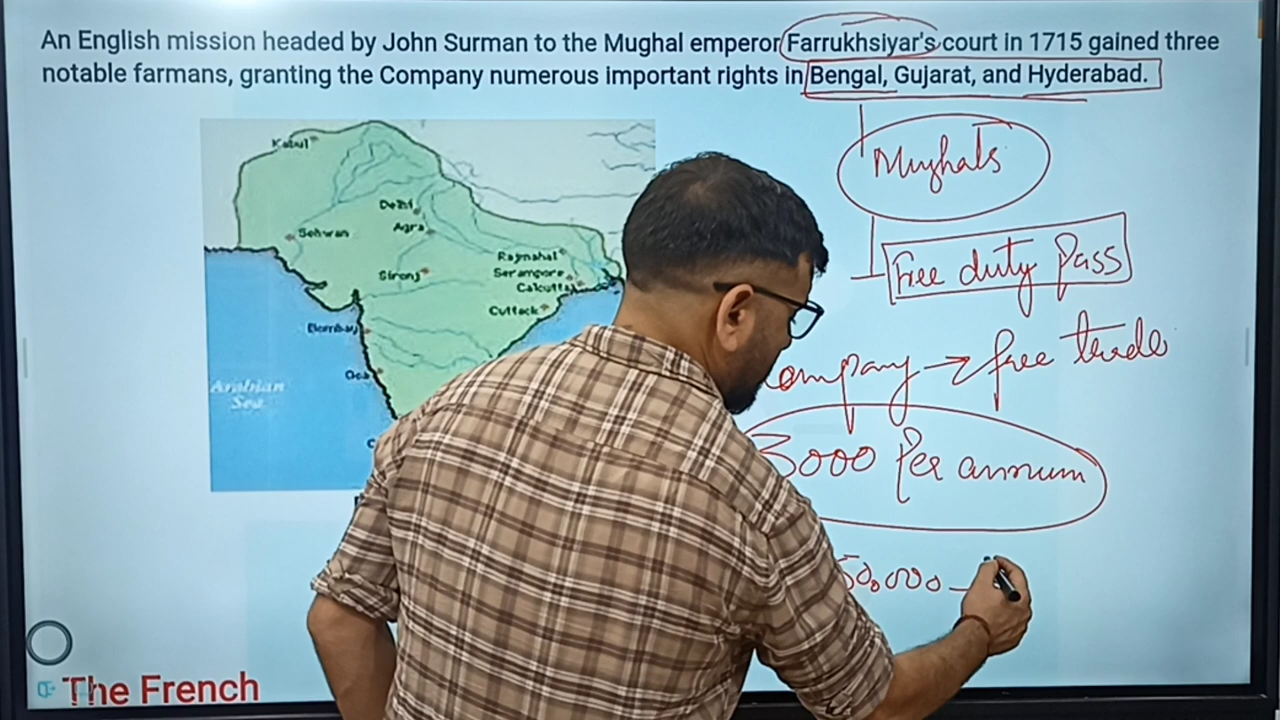 An English mission headed by John Surman to the Mughal emperor Farrukhsiyar's court in 1715 gained three
notable farmans, granting the Company numerous important rights in Bengal, Gujarat, and Hyderabad.
Kabul
Delhi
Agra
Sehwan
Rajmahal
Sironj
Serampore
Calcutta
Cuttack
Bombay
Goa
Arabian
Sea
Mughals
Free duty Pass
ompany → free trade
3000 Per annum
50,000 –
The French